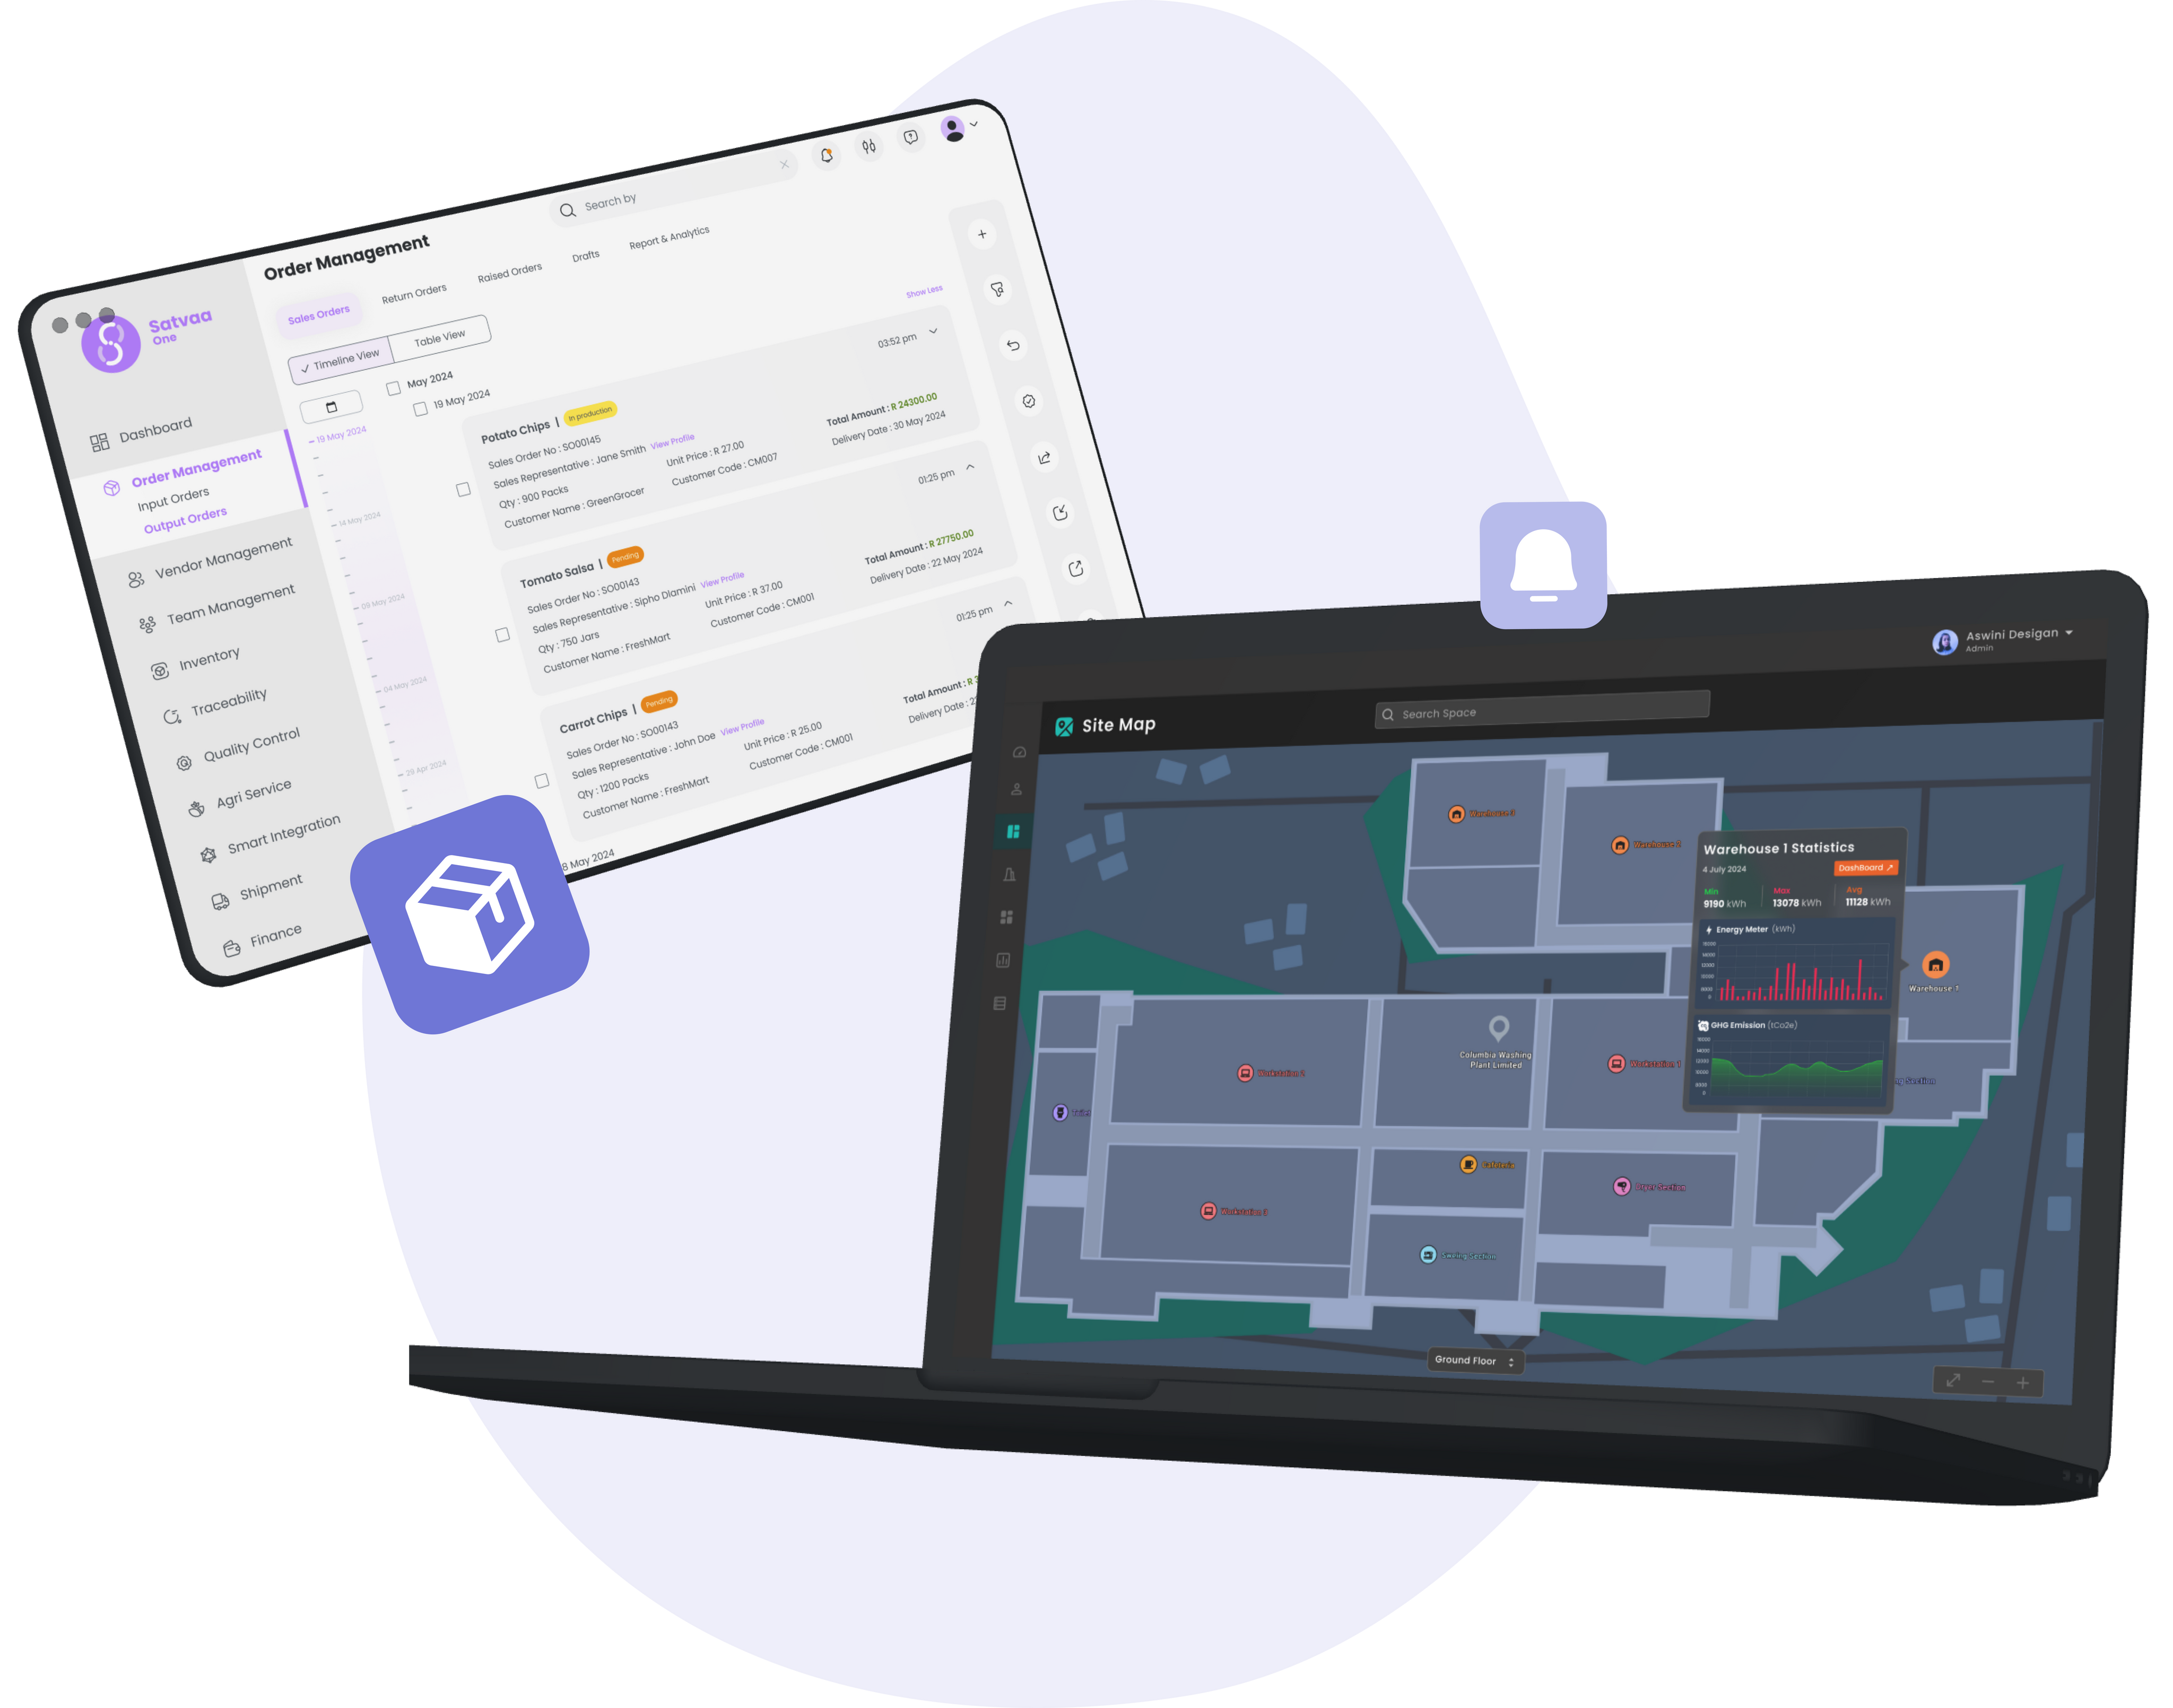 Search by
Order Management
Sales Orders
Return Orders
Raised Orders
Drafts
Report & Analytics
Show Less
Timeline View
Table View
Satvaa
One
Dashboard
Order Management
Input Orders
Output Orders
Vendor Management
Team Management
Inventory
Traceability
Quality Control
Agri Service
Smart Integration
Shipment
Finance
19 May 2024
14 May 2024
09 May 2024
04 May 2024
29 Apr 2024
May 2024
19 May 2024
Potato Chips | In production
03:52 pm
Sales Order No : SO00145
Sales Representative : Jane Smith View Profile
Qty : 900 Packs
Unit Price : R 27.00
Customer Name : GreenGrocer
Customer Code : CM007
Total Amount : R 24300.00
Delivery Date : 30 May 2024
Tomato Salsa | Pending
01:25 pm
Sales Order No : SO00143
Sales Representative : Sipho Dlamini View Profile
Qty : 750 Jars
Unit Price : R 37.00
Customer Name : FreshMart
Customer Code : CM001
Total Amount : R 27750.00
Delivery Date : 22 May 2024
Carrot Chips | Pending
01:25 pm
Sales Order No : SO00143
Sales Representative : John Doe View Profile
Qty : 1200 Packs
Unit Price : R 25.00
Customer Name : FreshMart
Customer Code : CM001
Total Amount : R 3
Delivery Date : 2
8 May 2024
Aswini Desigan
Admin
Site Map
Search Space
Warehouse 3
Warehouse 2
Warehouse 1 Statistics
4 July 2024
DashBoard
Min
9190 kWh
Max
13078 kWh
Avg
11128 kWh
Energy Meter (kWh)
GHG Emission (tCo2e)
Warehouse 1
Columbia Washing
Plant Limited
Workstation 2
Workstation 1
ng Section
Toilet
Cafeteria
Dryer Section
Workstation 3
Sweing Section
Ground Floor